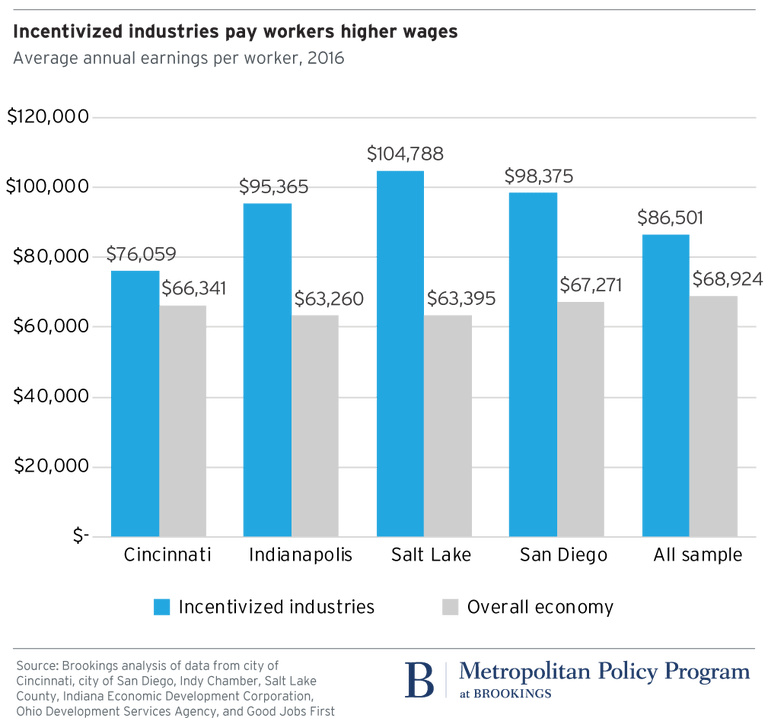 Incentivized industries pay workers higher wages
Average annual earnings per worker, 2016
$120,000
$104,788
$100,000
$95,365
$98,375
$86,501
$80,000
$76,059
$66,341
$63,260
$63,395
$67,271
$68,924
$60,000
$40,000
$20,000
$-
Cincinnati Indianapolis Salt Lake San Diego All sample
Incentivized industries Overall economy
Source: Brookings analysis of data from city of
Cincinnati, city of San Diego, Indy Chamber, Salt Lake
County, Indiana Economic Development Corporation,
Ohio Development Services Agency, and Good Jobs First
B Metropolitan Policy Program
at BROOKINGS